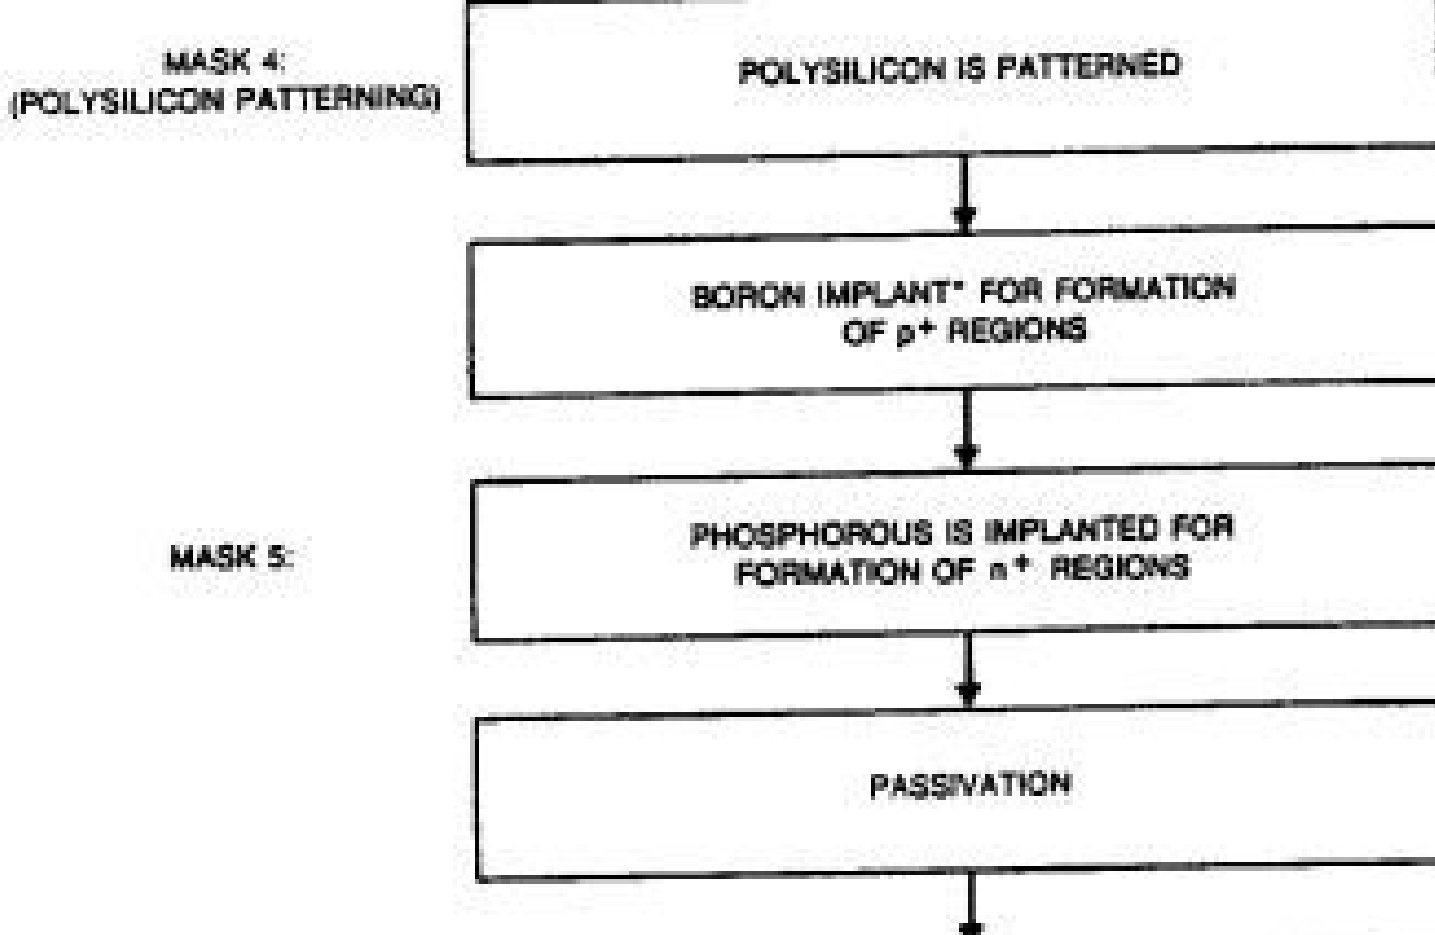 MASK 4:
(POLYSILICON PATTERNING)
POLYSILICON IS PATTERNED
BORON IMPLANT* FOR FORMATION
OF p+ REGIONS
MASK 5:
PHOSPHOROUS IS IMPLANTED FOR
FORMATION OF n+ REGIONS
PASSIVATION